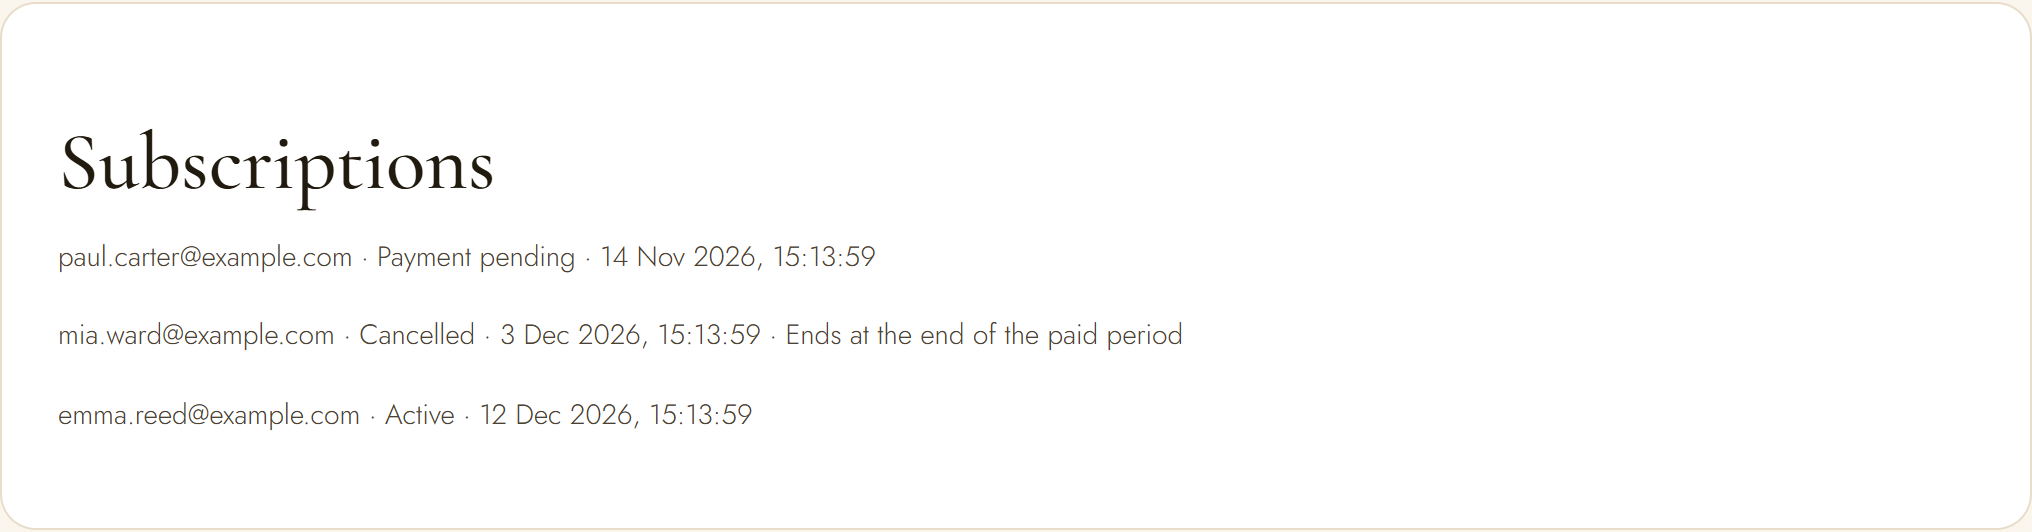 Subscriptions
paul.carter@example.com · Payment pending · 14 Nov 2026, 15:13:59
mia.ward@example.com · Cancelled · 3 Dec 2026, 15:13:59 · Ends at the end of the paid period
emma.reed@example.com · Active · 12 Dec 2026, 15:13:59